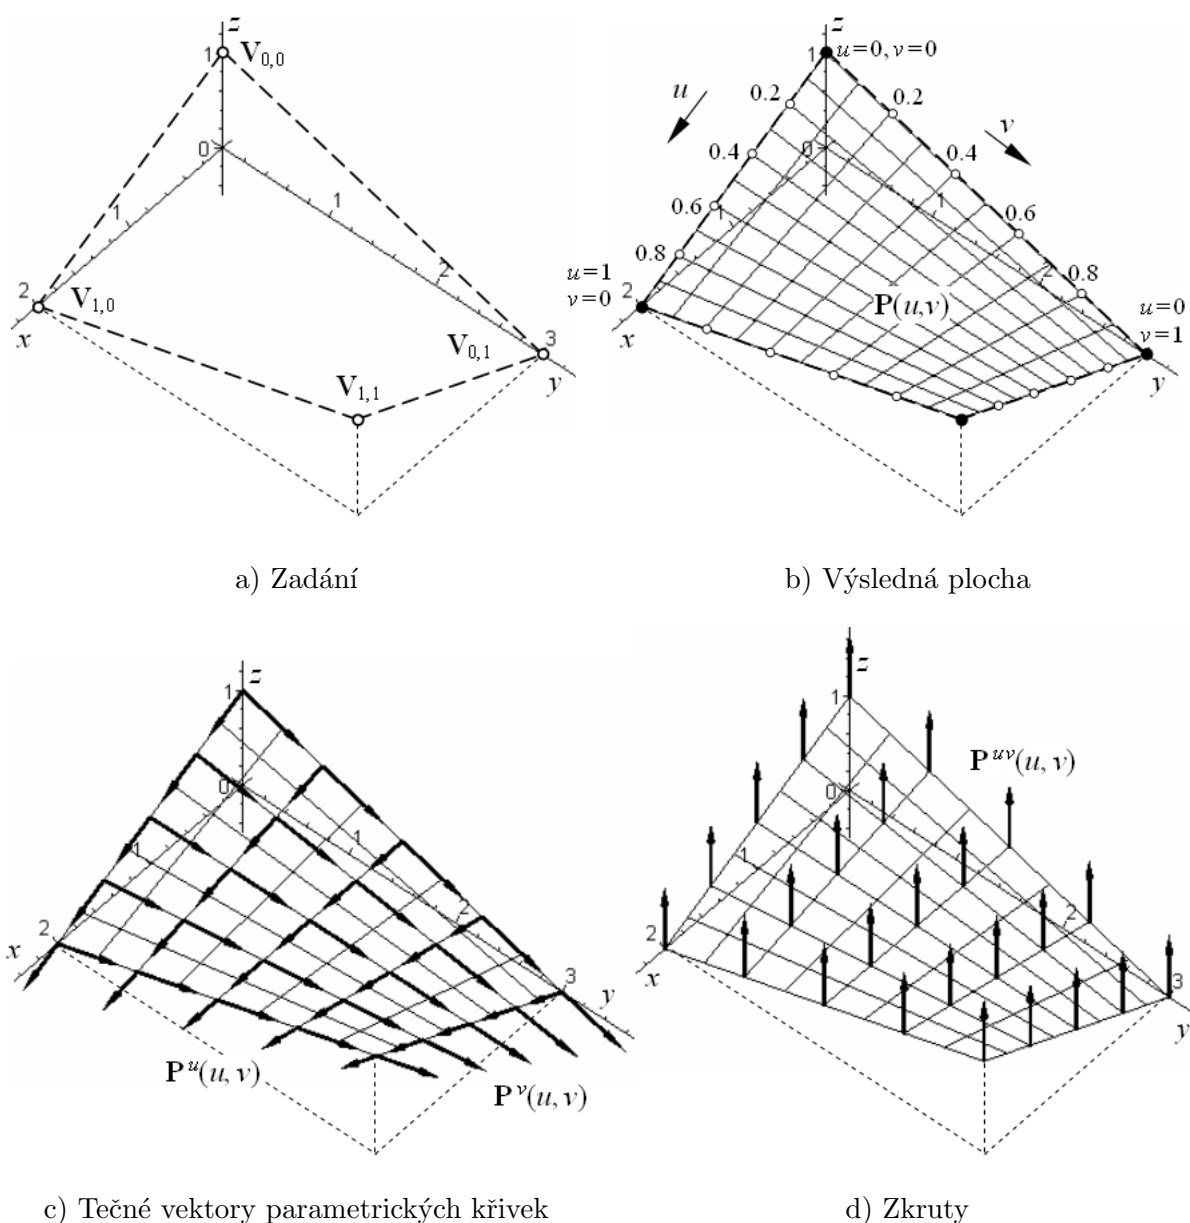 z
1
V0,0
0
1
1
2
2
V1,0
x
V0,1
3
V1,1
y
a) Zadání
z
1
u=0, v=0
0.2
0.2
u
v
0.4
0
0.4
0.6
1
1
0.6
0.8
2
0.8
u=1
v=0
2
P(u,v)
u=0
v=1
x
y
b) Výsledná plocha
z
1
0
1
1
2
2
x
3
y
P^u(u, v)
P^v(u, v)
c) Tečné vektory parametrických křivek
z
1
P^uv(u, v)
0
1
2
2
x
3
y
d) Zkruty